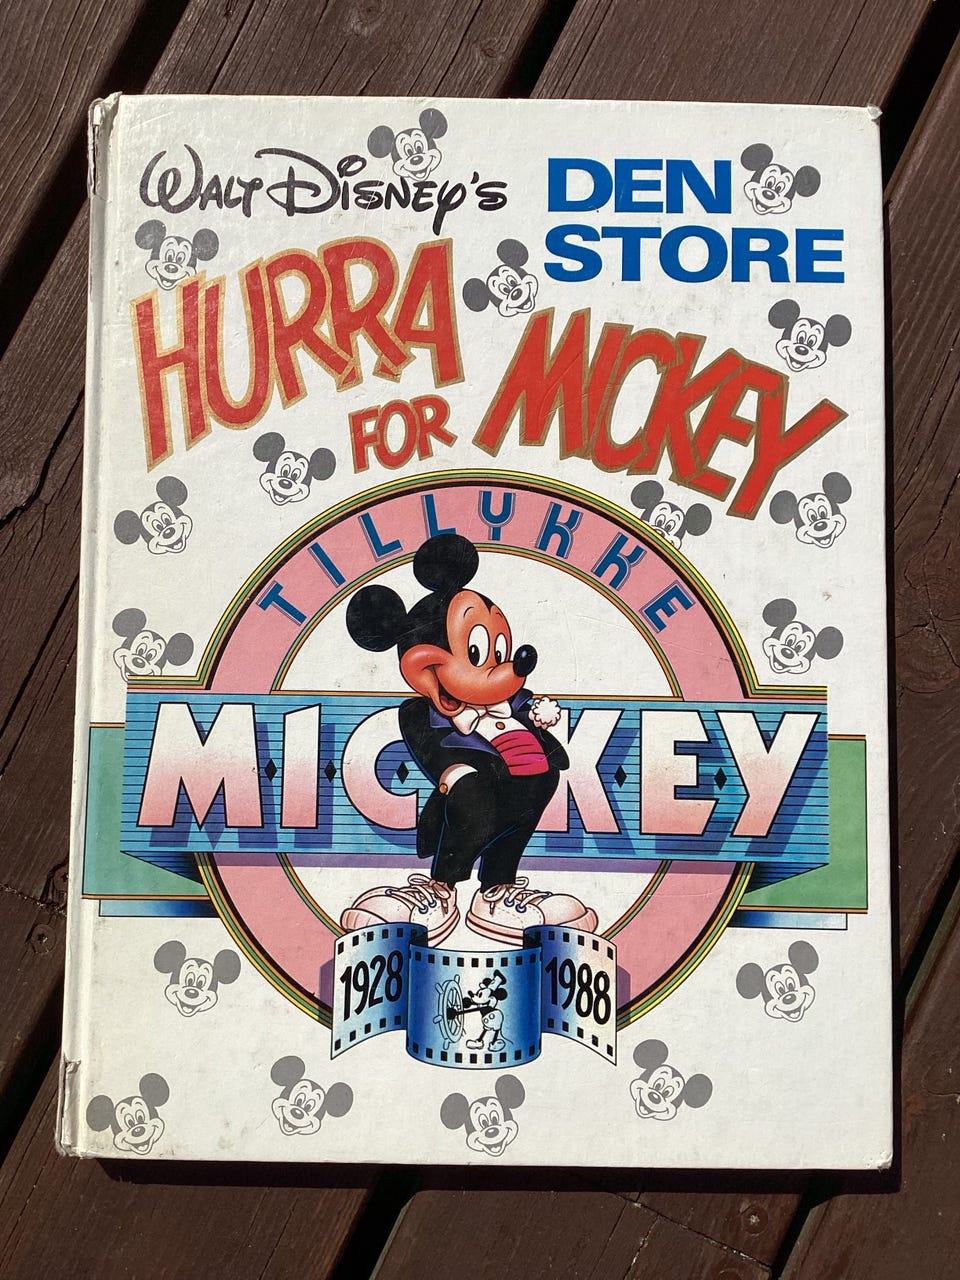 WALT DISNEY'S
DEN
STORE
HURRA
FOR MICKEY
TILLYKKE
MICKEY
1928 1988